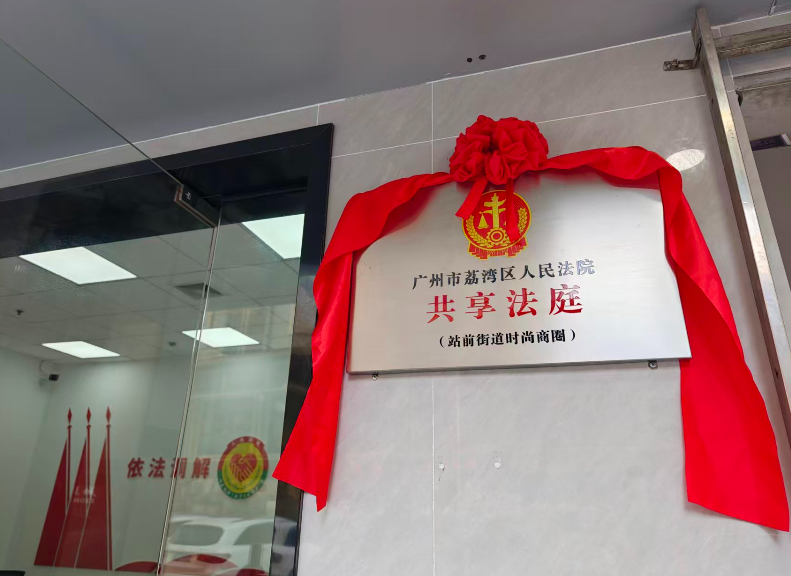 广州市荔湾区人民法院
共享法庭
（站前街道时尚商圈）
依法调解